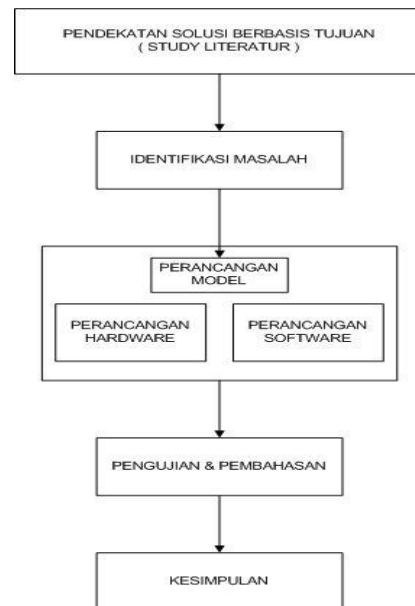 PENDEKATAN SOLUSI BERBASIS TUJUAN
( STUDY LITERATUR )
IDENTIFIKASI MASALAH
PERANCANGAN
MODEL
PERANCANGAN
HARDWARE
PERANCANGAN
SOFTWARE
PENGUJIAN & PEMBAHASAN
KESIMPULAN